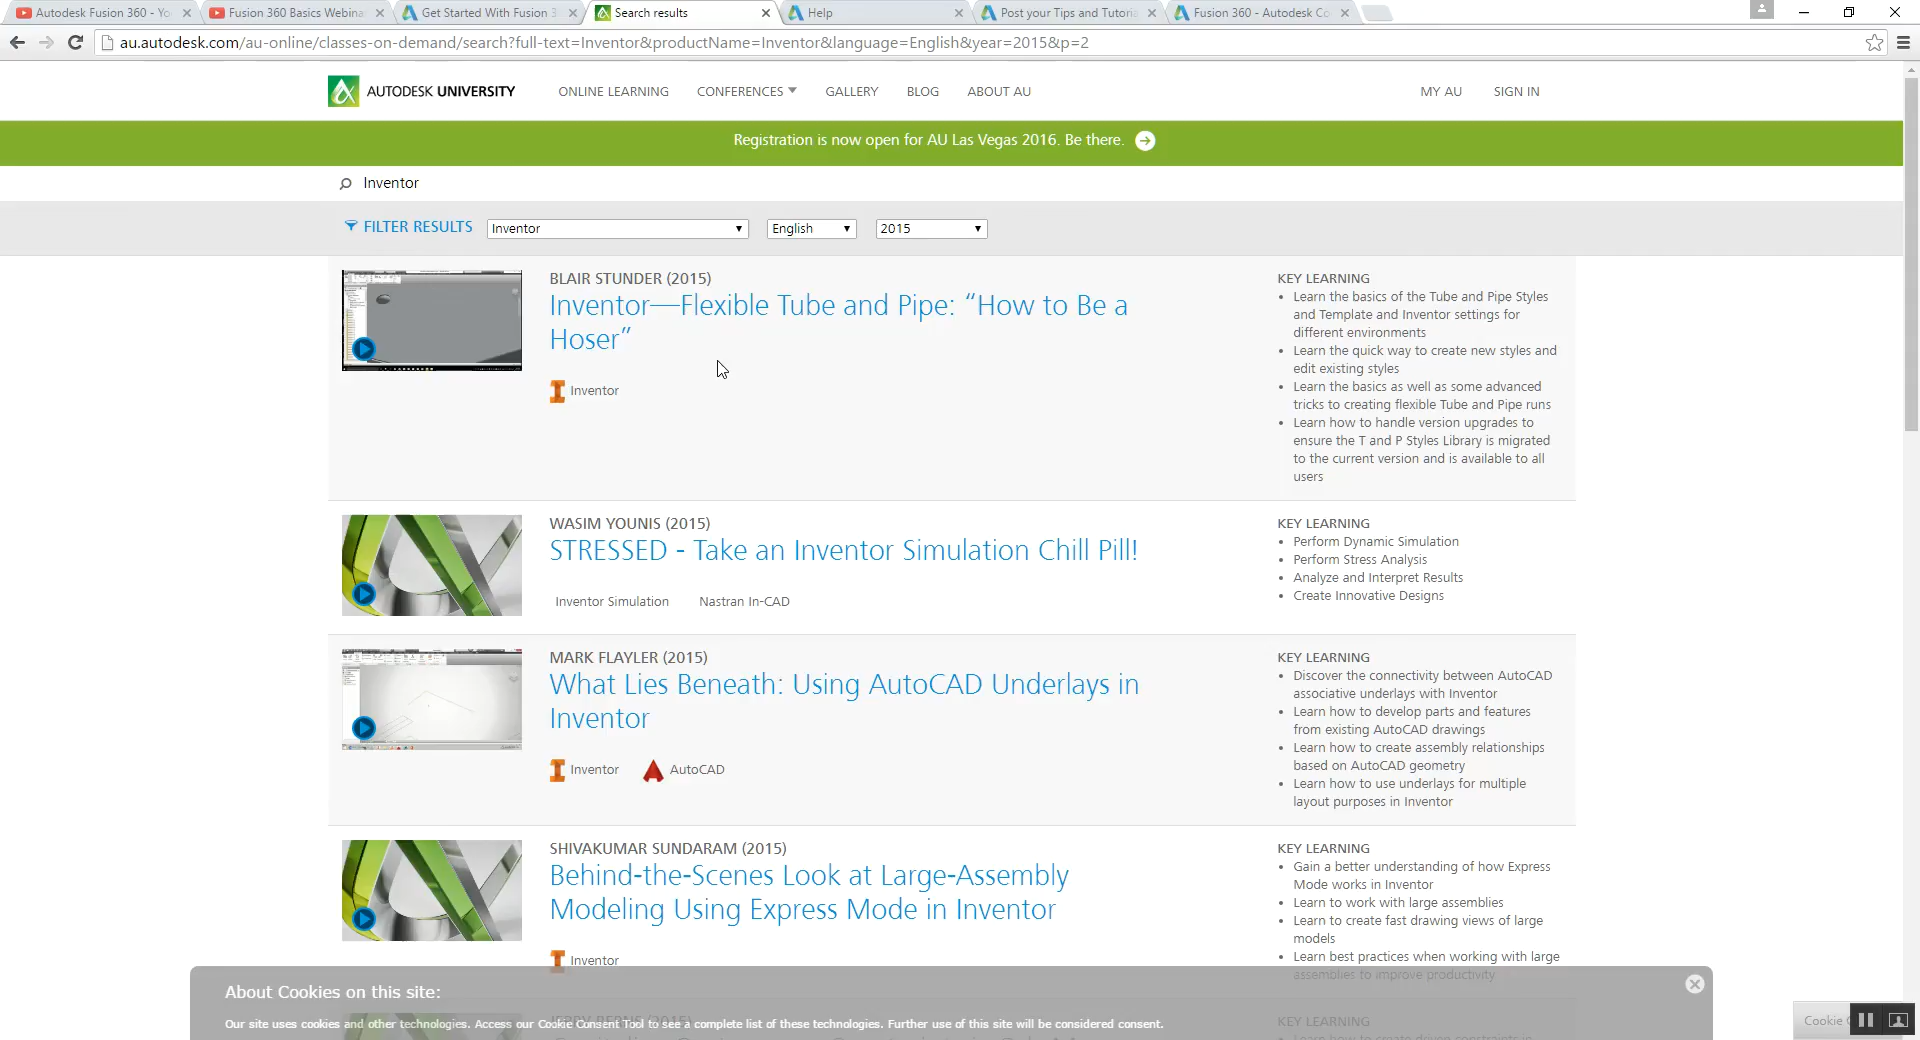 Autodesk Fusion 360 - Yo
Fusion 360 Basics Webina
Get Started With Fusion 3
Search results
Help
Post your Tips and Tutoria
Fusion 360 - Autodesk Co
au.autodesk.com/au-online/classes-on-demand/search?full-text=Inventor&productName=Inventor&language=English&year=2015&p=2
AUTODESK UNIVERSITY
ONLINE LEARNING
CONFERENCES
GALLERY
BLOG
ABOUT AU
MY AU
SIGN IN
Registration is now open for AU Las Vegas 2016. Be there.
Inventor
FILTER RESULTS
Inventor
English
2015
BLAIR STUNDER (2015)
Inventor—Flexible Tube and Pipe: “How to Be a
Hoser”
Inventor
KEY LEARNING
• Learn the basics of the Tube and Pipe Styles
and Template and Inventor settings for
different environments
• Learn the quick way to create new styles and
edit existing styles
• Learn the basics as well as some advanced
tricks to creating flexible Tube and Pipe runs
• Learn how to handle version upgrades to
ensure the T and P Styles Library is migrated
to the current version and is available to all
users
WASIM YOUNIS (2015)
STRESSED - Take an Inventor Simulation Chill Pill!
Inventor Simulation
Nastran In-CAD
KEY LEARNING
• Perform Dynamic Simulation
• Perform Stress Analysis
• Analyze and Interpret Results
• Create Innovative Designs
MARK FLAYLER (2015)
What Lies Beneath: Using AutoCAD Underlays in
Inventor
Inventor
AutoCAD
KEY LEARNING
• Discover the connectivity between AutoCAD
associative underlays with Inventor
• Learn how to develop parts and features
from existing AutoCAD drawings
• Learn how to create assembly relationships
based on AutoCAD geometry
• Learn how to use underlays for multiple
layout purposes in Inventor
SHIVAKUMAR SUNDARAM (2015)
Behind-the-Scenes Look at Large-Assembly
Modeling Using Express Mode in Inventor
Inventor
KEY LEARNING
• Gain a better understanding of how Express
Mode works in Inventor
• Learn to work with large assemblies
• Learn to create fast drawing views of large
models
• Learn best practices when working with large
assemblies to improve productivity
KEY LEARNING
About Cookies on this site:
Our site uses cookies and other technologies. Access our Cookie Consent Tool to see a complete list of these technologies. Further use of this site will be considered consent.
Cookie